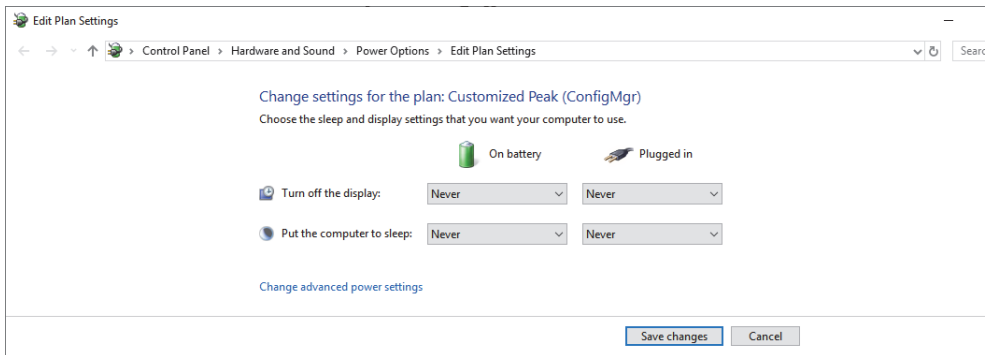 Edit Plan Settings
Control Panel > Hardware and Sound > Power Options > Edit Plan Settings
Searc
Change settings for the plan: Customized Peak (ConfigMgr)
Choose the sleep and display settings that you want your computer to use.
On battery Plugged in
Turn off the display: Never Never
Put the computer to sleep: Never Never
Change advanced power settings
Save changes Cancel